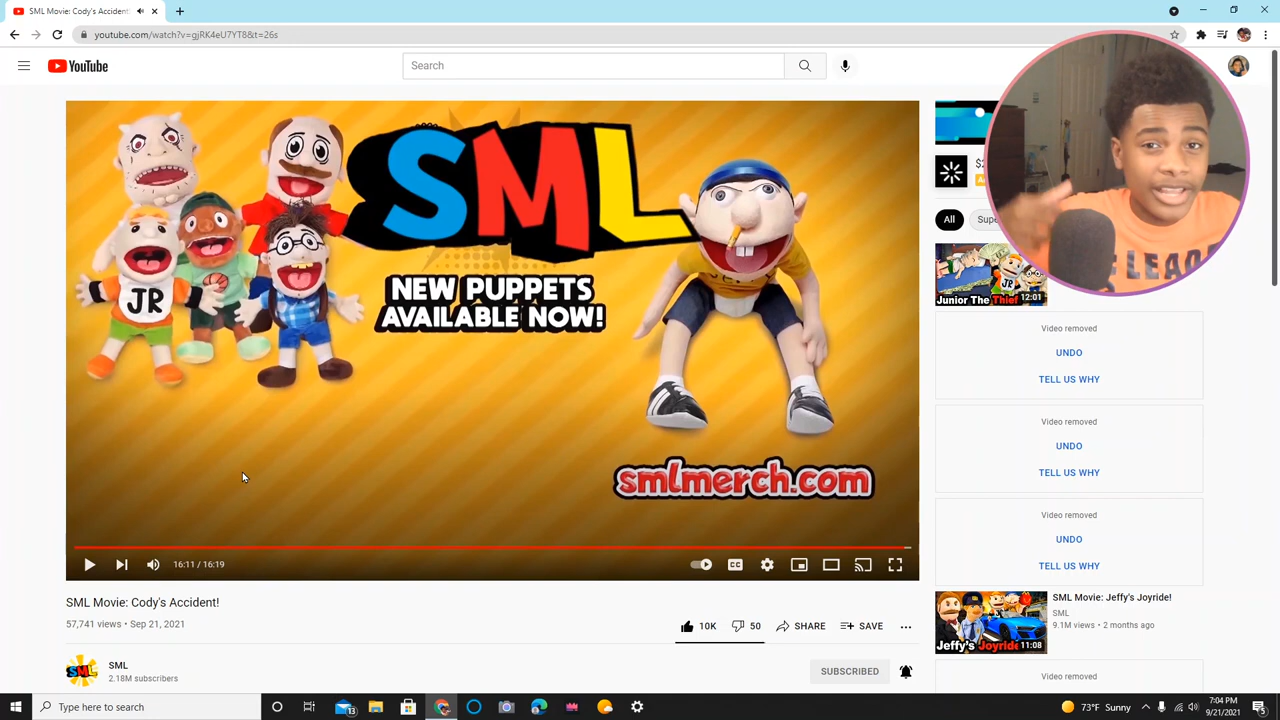 SML Movie: Cody's Accident
youtube.com/watch?v=gjRK4eU7YT8&t=26s
YouTube
Search
SML
NEW PUPPETS
AVAILABLE NOW!
JR
smlmerch.com
16:11 / 16:19
SML Movie: Cody's Accident!
57,741 views • Sep 21, 2021
10K
50
SHARE
SAVE
SML
2.18M subscribers
SUBSCRIBED
All
JR
Junior The Thief
12:01
Video removed
UNDO
TELL US WHY
Video removed
UNDO
TELL US WHY
Video removed
UNDO
TELL US WHY
Jeffy's Joyride
11:08
SML Movie: Jeffy's Joyride!
SML
9.1M views • 2 months ago
Video removed
Type here to search
13
73°F Sunny
7:04 PM
9/21/2021